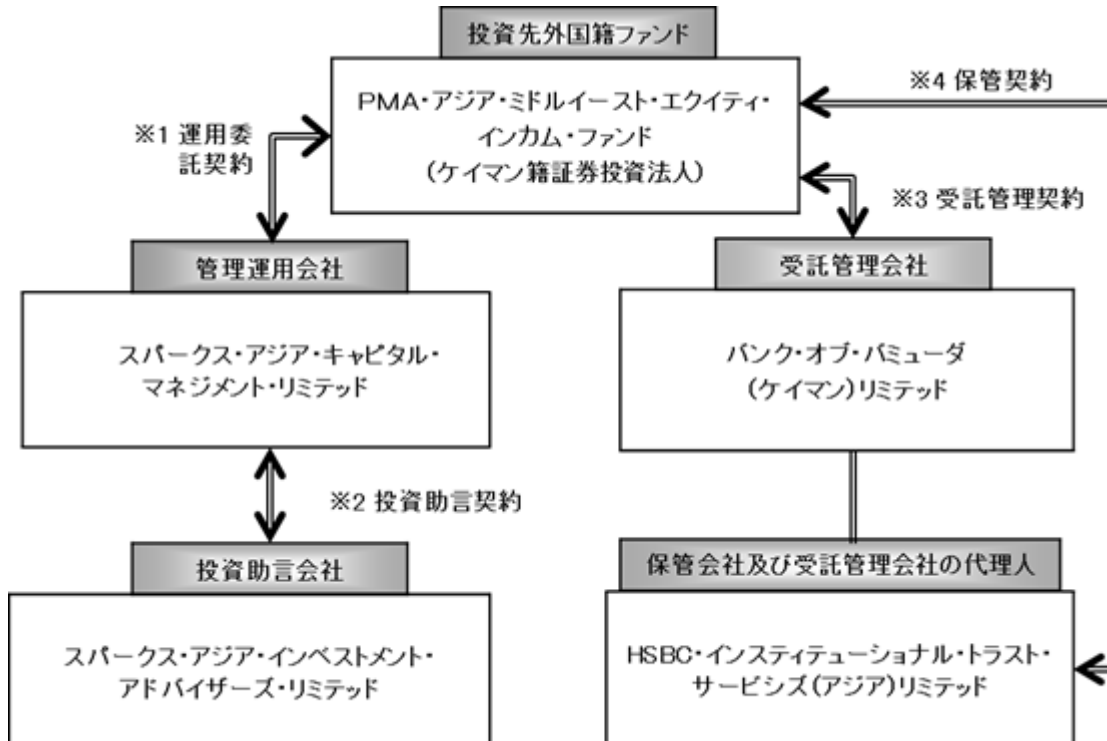 投資先外国籍ファンド
PMA・アジア・ミドルイースト・エクイティ・
インカム・ファンド
(ケイマン籍証券投資法人)
※4 保管契約
※1 運用委
託契約
※3 受託管理契約
管理運用会社
スパークス・アジア・キャピタル・
マネジメント・リミテッド
受託管理会社
バンク・オブ・バミューダ
(ケイマン)リミテッド
※2 投資助言契約
投資助言会社
スパークス・アジア・インベストメント・
アドバイザーズ・リミテッド
保管会社及び受託管理会社の代理人
HSBC・インスティテューショナル・トラスト・
サービシズ(アジア)リミテッド